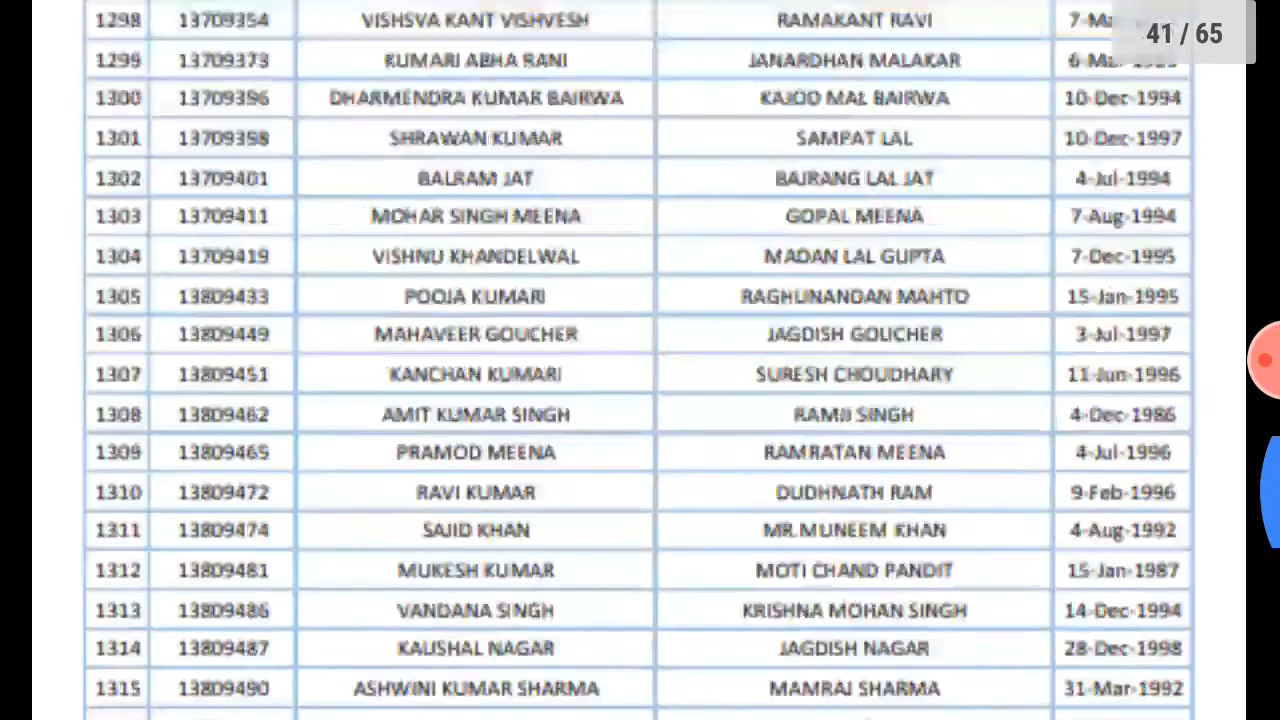 1298 13709354 VISHSVA KANT VISHVESH RAMAKANT RAVI
41 / 65
1299 13709373 KUMARI ABHA RANI JANARDHAN MALAKAR
1300 13709396 DHARMENDRA KUMAR BAIRWA KAJOD MAL BAIRWA 10-Dec-1994
1301 13709398 SHRAWAN KUMAR SAMPAT LAL 10-Dec-1997
1302 13709401 BALRAM JAT BAJRANG LAL JAT 4-Jul-1994
1303 13709411 MOHAR SINGH MEENA GOPAL MEENA 7-Aug-1994
1304 13709419 VISHNU KHANDELWAL MADAN LAL GUPTA 7-Dec-1995
1305 13809433 POOJA KUMARI RAGHUNANDAN MAHTO 15-Jan-1995
1306 13809449 MAHAVEER GOUCHER JAGDISH GOUCHER 3-Jul-1997
1307 13809451 KANCHAN KUMARI SURESH CHOUDHARY 11-Jun-1996
1308 13809462 AMIT KUMAR SINGH RAMJI SINGH 4-Dec-1986
1309 13809465 PRAMOD MEENA RAMRATAN MEENA 4-Jul-1996
1310 13809472 RAVI KUMAR DUDHNATH RAM 9-Feb-1996
1311 13809474 SAJID KHAN MR.MUNEEM KHAN 4-Aug-1992
1312 13809481 MUKESH KUMAR MOTI CHAND PANDIT 15-Jan-1987
1313 13809486 VANDANA SINGH KRISHNA MOHAN SINGH 14-Dec-1994
1314 13809487 KAUSHAL NAGAR JAGDISH NAGAR 28-Dec-1998
1315 13809490 ASHWINI KUMAR SHARMA MAMRAJ SHARMA 31-Mar-1992